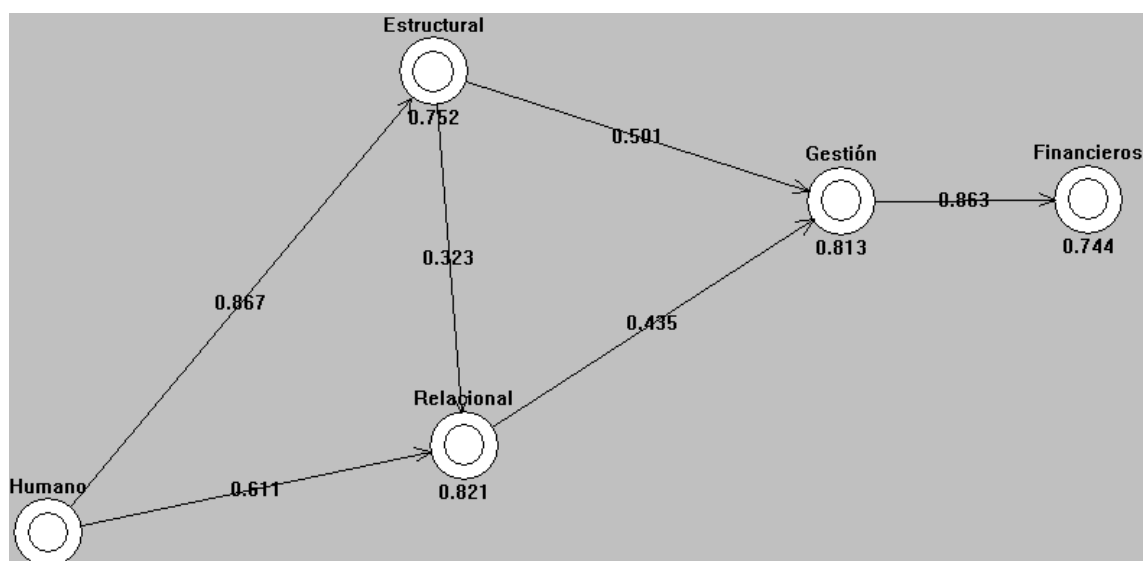 Estructural
0.752
0.501
Gestión
Financieros
0.863
0.813
0.744
0.323
0.867
0.435
Relacional
0.821
Humano
0.611